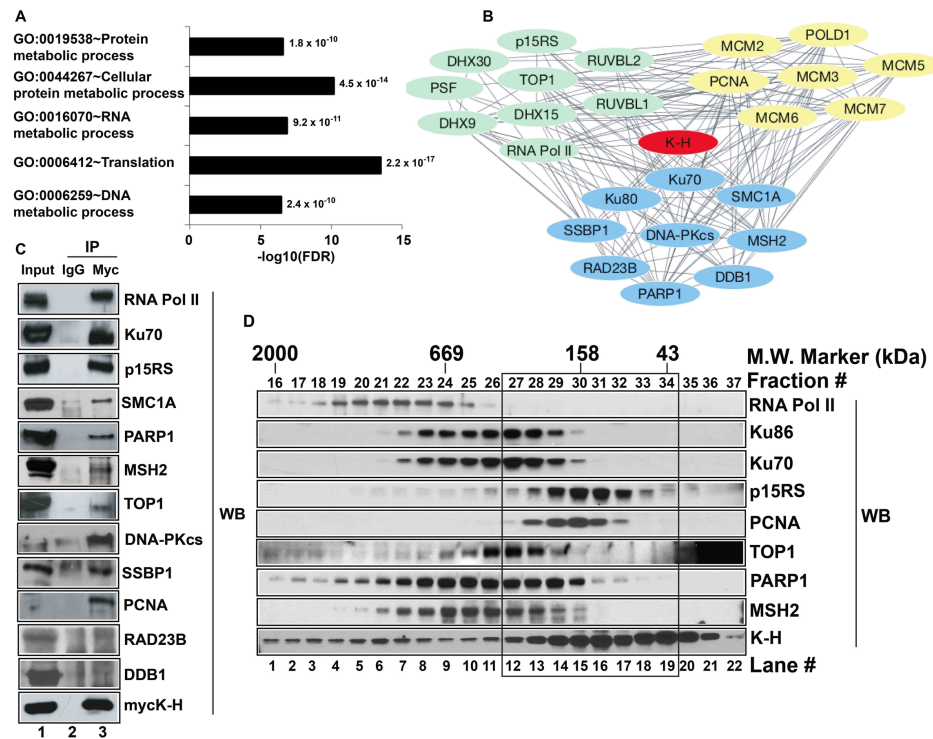 A
GO:0019538~Protein
metabolic process
1.8 x 10-10
GO:0044267~Cellular
protein metabolic process
4.5 x 10-14
GO:0016070~RNA
metabolic process
9.2 x 10-11
GO:0006412~Translation
2.2 x 10-17
GO:0006259~DNA
metabolic process
2.4 x 10-10
0 5 10 15
-log10(FDR)
B
p15RS
DHX30
RUVBL2
PSF
TOP1
DHX9
DHX15
RUVBL1
RNA Pol II
MCM2
POLD1
PCNA
MCM3
MCM5
MCM6
MCM7
K-H
Ku70
Ku80
SMC1A
SSBP1
DNA-PKcs
MSH2
RAD23B
DDB1
PARP1
C
IP
Input IgG Myc
RNA Pol II
Ku70
p15RS
SMC1A
PARP1
MSH2
TOP1
DNA-PKcs
SSBP1
PCNA
RAD23B
DDB1
mycK-H
1 2 3
WB
D
2000 669 158 43 M.W. Marker (kDa)
16 17 18 19 20 21 22 23 24 25 26 27 28 29 30 31 32 33 34 35 36 37 Fraction #
RNA Pol II
Ku86
Ku70
p15RS
PCNA
TOP1
PARP1
MSH2
K-H
1 2 3 4 5 6 7 8 9 10 11 12 13 14 15 16 17 18 19 20 21 22 Lane #
WB